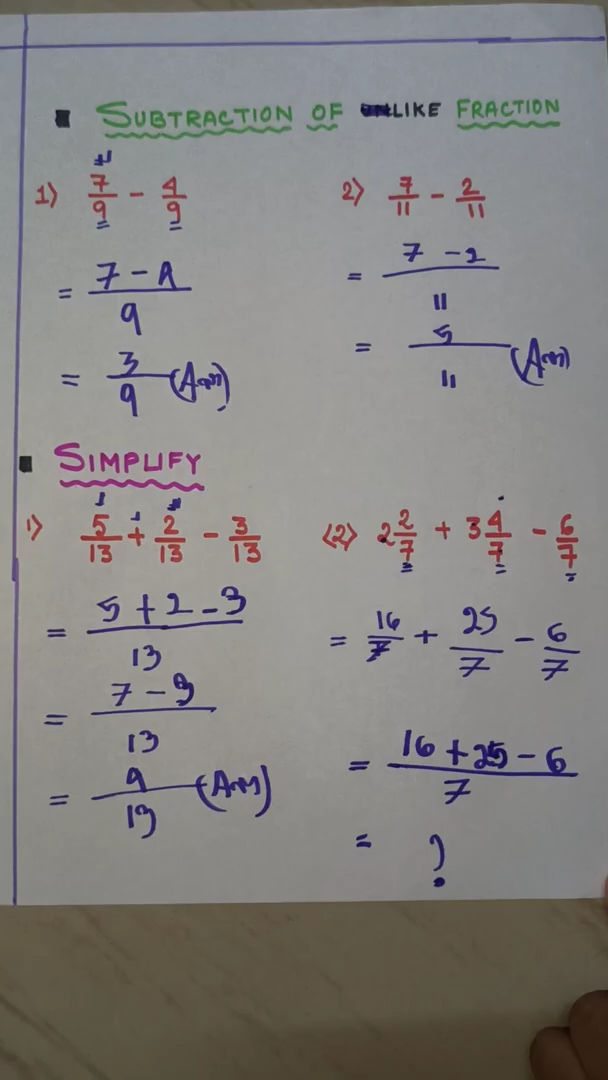 SUBTRACTION OF LIKE FRACTION
1) 7/9 - 4/9
= 7-4/9
= 3/9 (Ans)
2) 7/11 - 2/11
= 7-2/11
= 5/11 (Ans)
SIMPLIFY
1) 5/13 + 2/13 - 3/13
= 5+2-3/13
= 7-3/13
= 4/13 (Ans)
(2) 2 2/7 + 3 4/7 - 6/7
= 16/7 + 25/7 - 6/7
= 16+25-6/7
= ?